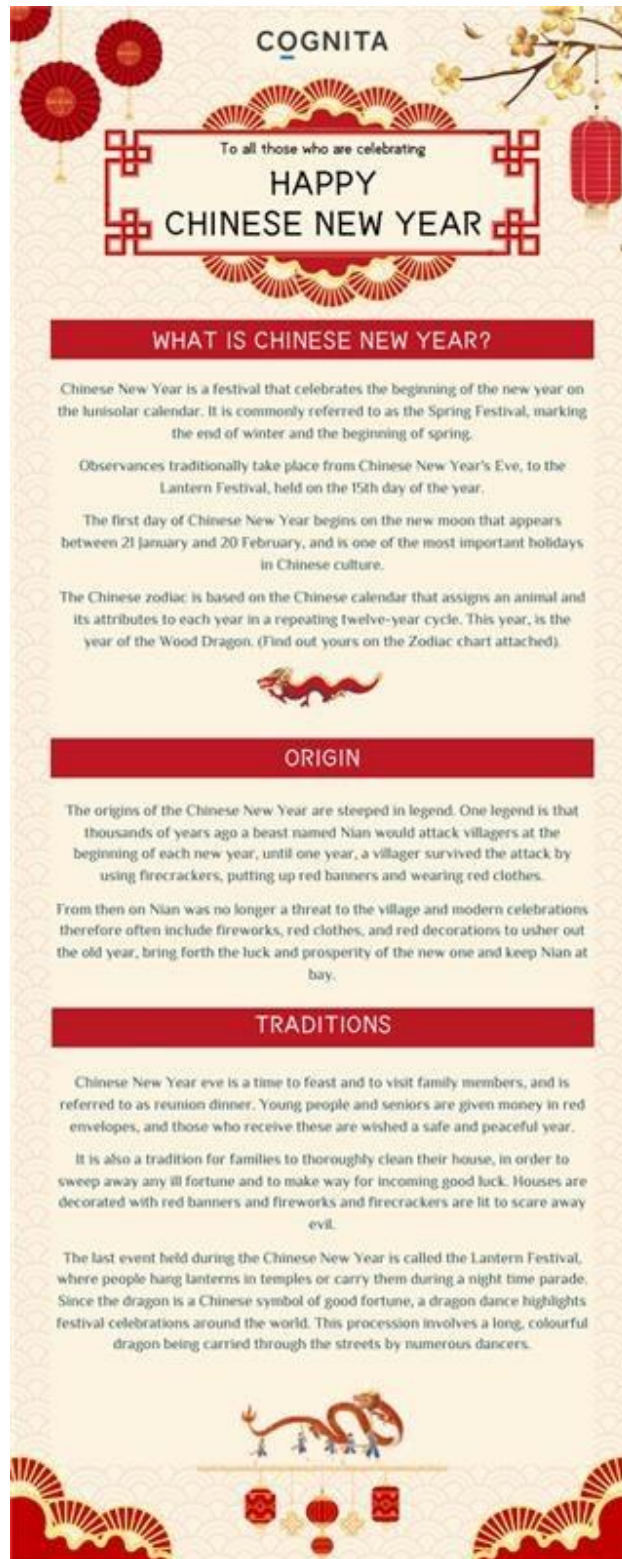 COGNITA
To all those who are celebrating
HAPPY
CHINESE NEW YEAR
WHAT IS CHINESE NEW YEAR?
Chinese New Year is a festival that celebrates the beginning of the new year on
the lunisolar calendar. It is commonly referred to as the Spring Festival, marking
the end of winter and the beginning of spring.
Observances traditionally take place from Chinese New Year's Eve, to the
Lantern Festival, held on the 15th day of the year.
The first day of Chinese New Year begins on the new moon that appears
between 21 January and 20 February, and is one of the most important holidays
in Chinese culture.
The Chinese zodiac is based on the Chinese calendar that assigns an animal and
its attributes to each year in a repeating twelve-year cycle. This year, is the
year of the Wood Dragon. (Find out yours on the Zodiac chart attached).
ORIGIN
The origins of the Chinese New Year are steeped in legend. One legend is that
thousands of years ago a beast named Nian would attack villagers at the
beginning of each new year, until one year, a villager survived the attack by
using firecrackers, putting up red banners and wearing red clothes.
From then on Nian was no longer a threat to the village and modern celebrations
therefore often include fireworks, red clothes, and red decorations to usher out
the old year, bring forth the luck and prosperity of the new one and keep Nian at
bay.
TRADITIONS
Chinese New Year eve is a time to feast and to visit family members, and is
referred to as reunion dinner. Young people and seniors are given money in red
envelopes, and those who receive these are wished a safe and peaceful year.
It is also a tradition for families to thoroughly clean their house, in order to
sweep away any ill fortune and to make way for incoming good luck. Houses are
decorated with red banners and fireworks and firecrackers are lit to scare away
evil.
The last event held during the Chinese New Year is called the Lantern Festival,
where people hang lanterns in temples or carry them during a night time parade.
Since the dragon is a Chinese symbol of good fortune, a dragon dance highlights
festival celebrations around the world. This procession involves a long, colourful
dragon being carried through the streets by numerous dancers.